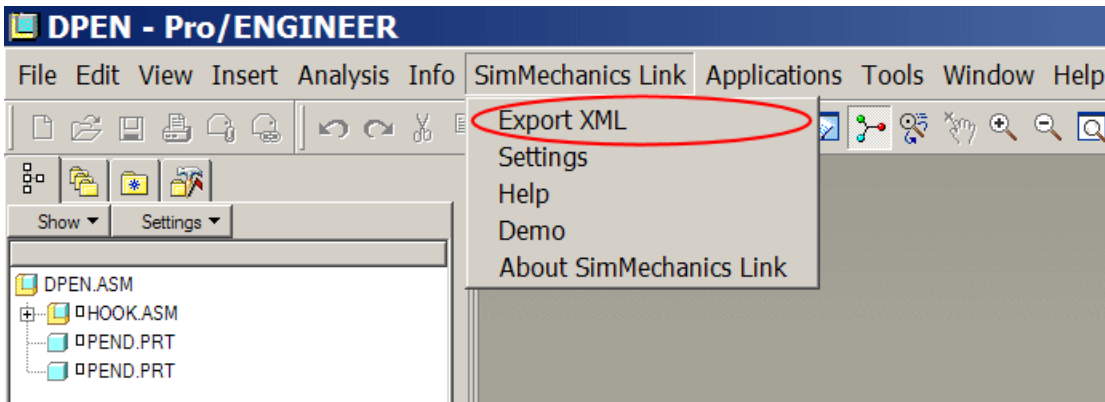 DPEN - Pro/ENGINEER
File Edit View Insert Analysis Info SimMechanics Link Applications Tools Window Help
Export XML
Settings
Help
Demo
About SimMechanics Link
Show Settings
DPEN.ASM
HOOK.ASM
PEND.PRT
PEND.PRT